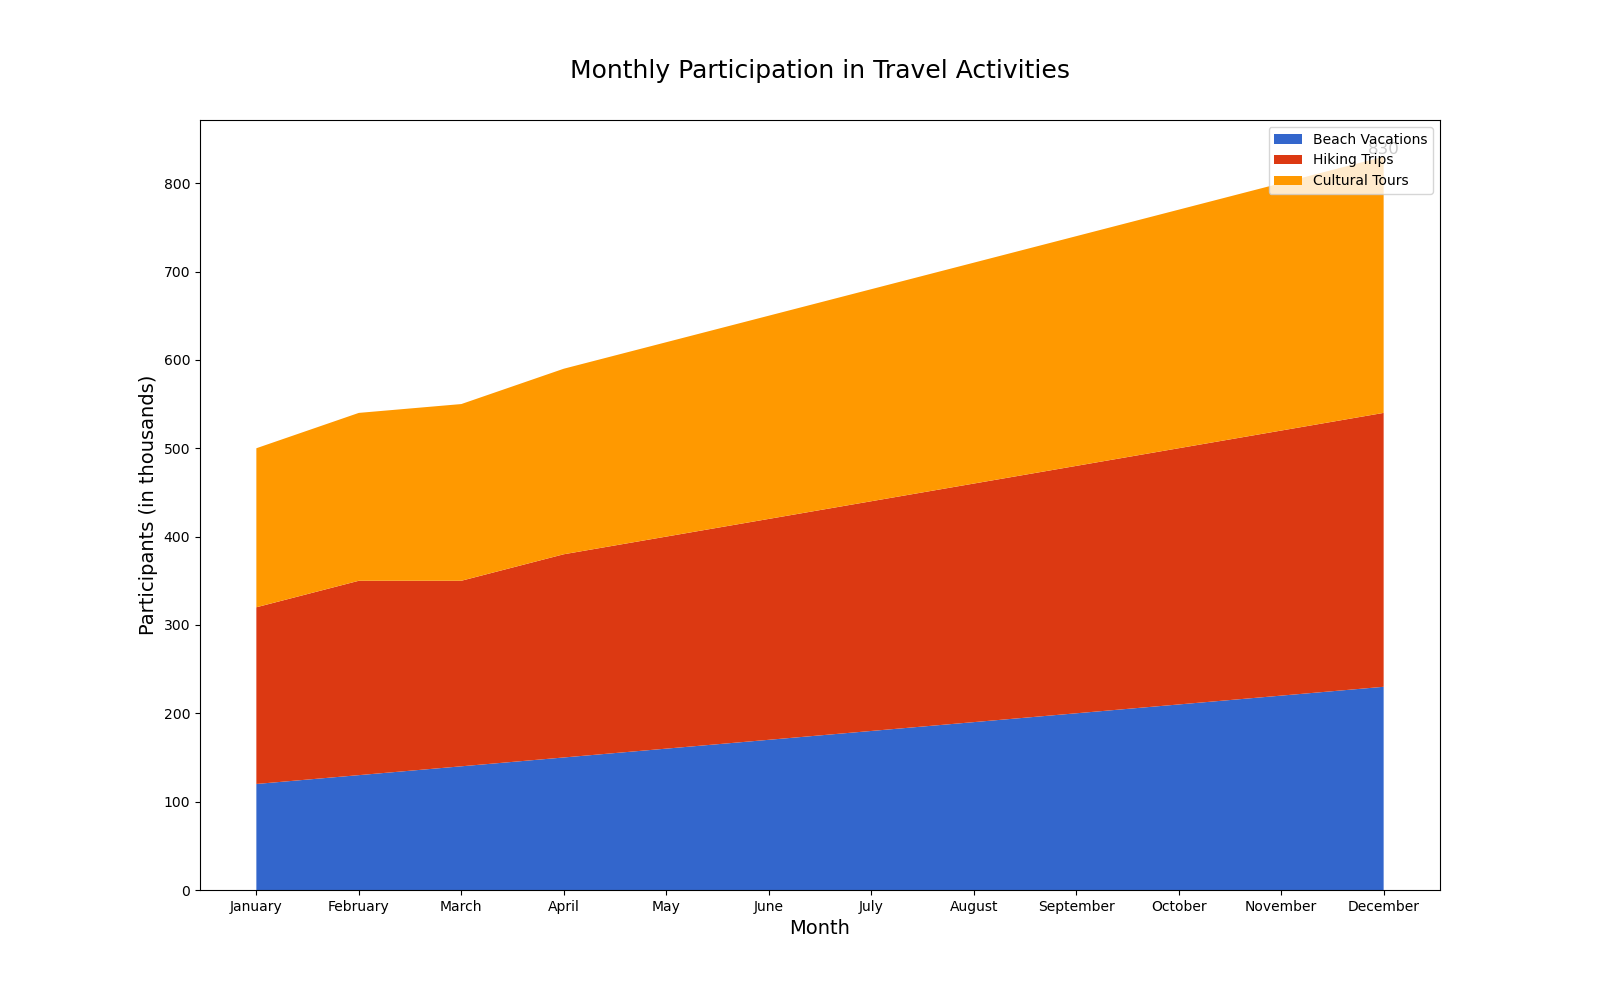 Monthly Participation in Travel Activities
830
Beach Vacations
Hiking Trips
Cultural Tours
800
700
600
500
400
300
200
100
0
Participants (in thousands)
January February March April May June July August September October November December
Month